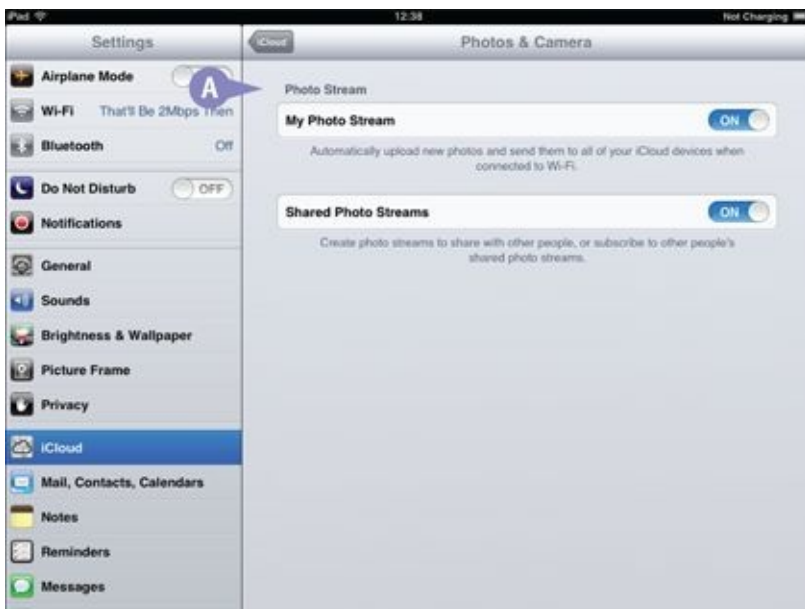 iPad 12:38 Not Charging
Settings
iCloud
Photos & Camera
Airplane Mode
A
Photo Stream
Wi-Fi That'll Be 2Mbps Then
My Photo Stream ON
Bluetooth Off
Automatically upload new photos and send them to all of your iCloud devices when
connected to Wi-Fi.
Do Not Disturb OFF
Shared Photo Streams ON
Notifications
Create photo streams to share with other people, or subscribe to other people's
shared photo streams.
General
Sounds
Brightness & Wallpaper
Picture Frame
Privacy
iCloud
Mail, Contacts, Calendars
Notes
Reminders
Messages